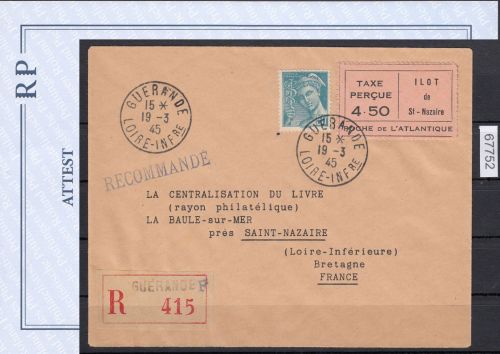 RP
ATTEST
GUERANDE
15 *
19-3
45
LOIRE-INFRE
GUERANDE
15 *
19-3
45
LOIRE-INFRE
TAXE
PERÇUE
4.50
ILOT
de
St-Nazaire
POCHE DE L'ATLANTIQUE
67752
RECOMMANDE
LA CENTRALISATION DU LIVRE
(rayon philatélique)
LA BAULE-sur-MER
près SAINT-NAZAIRE
(Loire-Inférieure)
Bretagne
FRANCE
GUERANDE
R 415